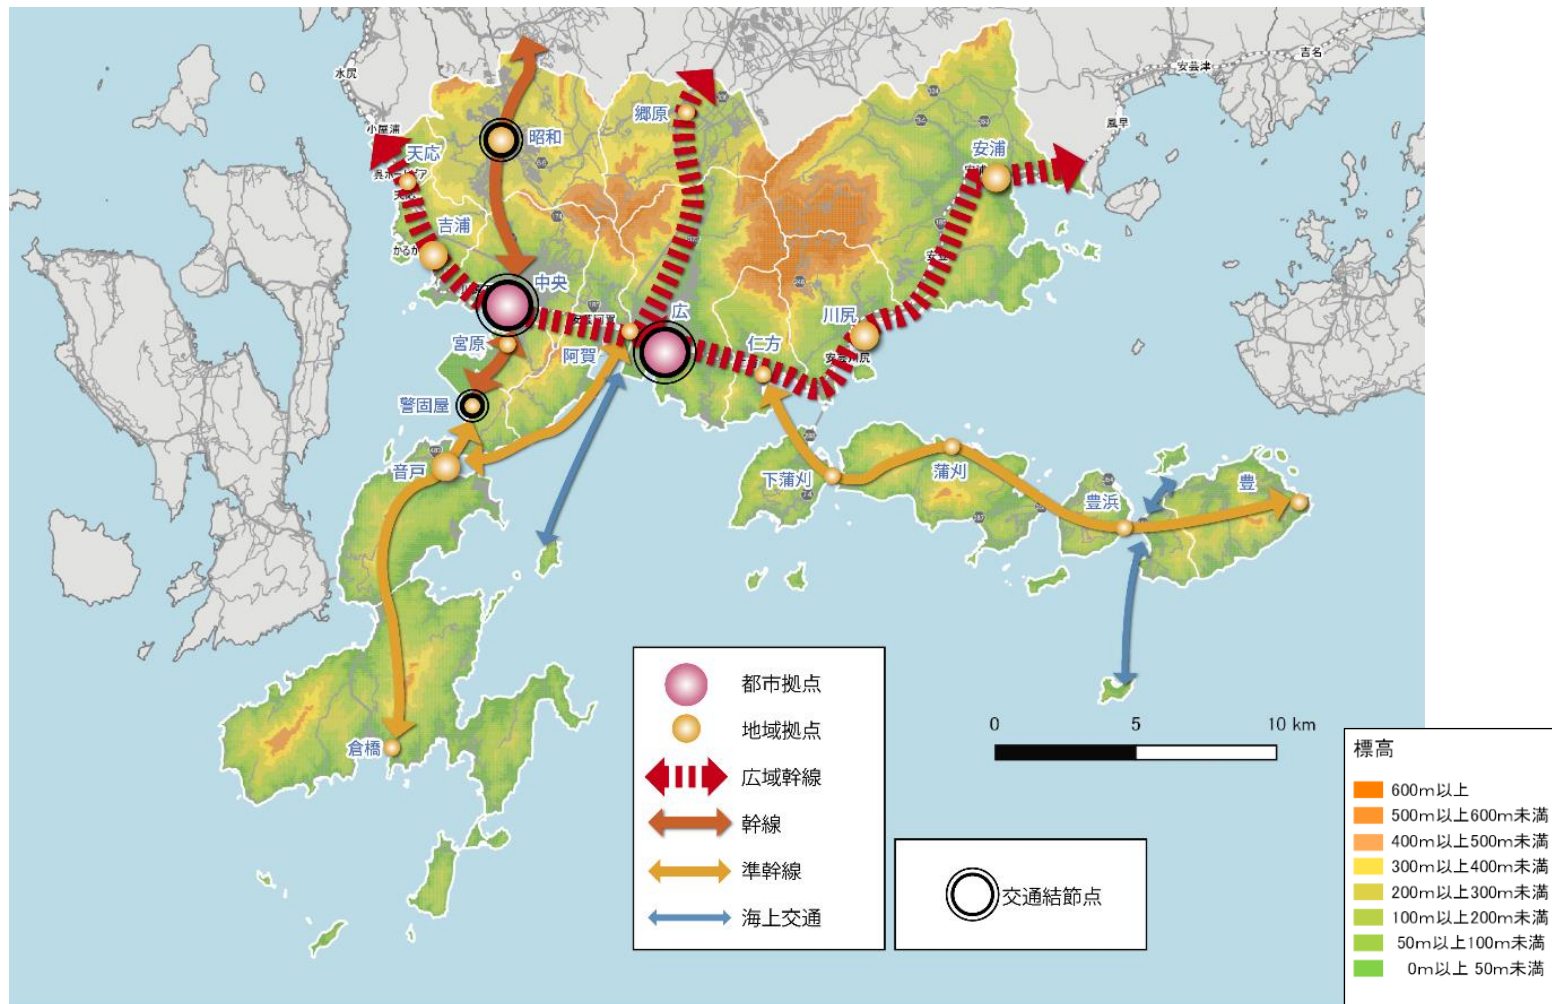 吉名
安芸津
水尻
風早
小屋浦
昭和
郷原
天応
安浦
吉浦
中央
広
川尻
宮原
阿賀
仁方
安芸川尻
警固屋
音戸
下蒲刈
蒲刈
豊浜
豊
倉橋
都市拠点
地域拠点
広域幹線
幹線
準幹線
海上交通
交通結節点
0 5 10 km
標高
600m以上
500m以上600m未満
400m以上500m未満
300m以上400m未満
200m以上300m未満
100m以上200m未満
50m以上100m未満
0m以上 50m未満